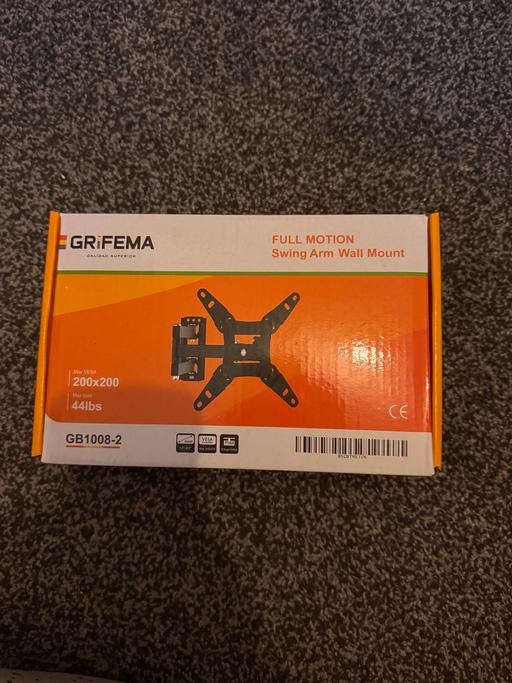 GRiFEMA
CALIDAD SUPERIOR
FULL MOTION
Swing Arm Wall Mount
Max VESA
200x200
Max Load
44lbs
CE
GB1008-2
VESA